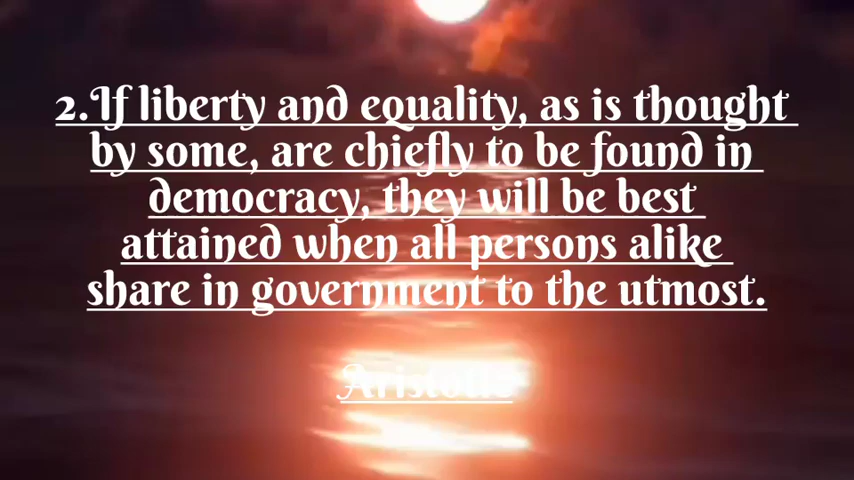 2.If liberty and equality, as is thought
by some, are chiefly to be found in
democracy, they will be best
attained when all persons alike
share in government to the utmost.
Aristotle